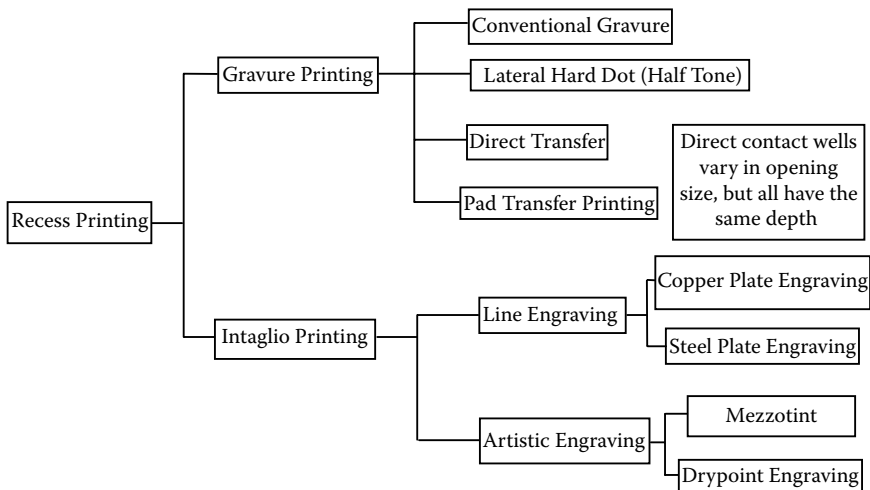 Conventional Gravure
Gravure Printing
Lateral Hard Dot (Half Tone)
Direct Transfer
Direct contact wells
vary in opening
size, but all have the
same depth
Pad Transfer Printing
Recess Printing
Copper Plate Engraving
Line Engraving
Intaglio Printing
Steel Plate Engraving
Mezzotint
Artistic Engraving
Drypoint Engraving